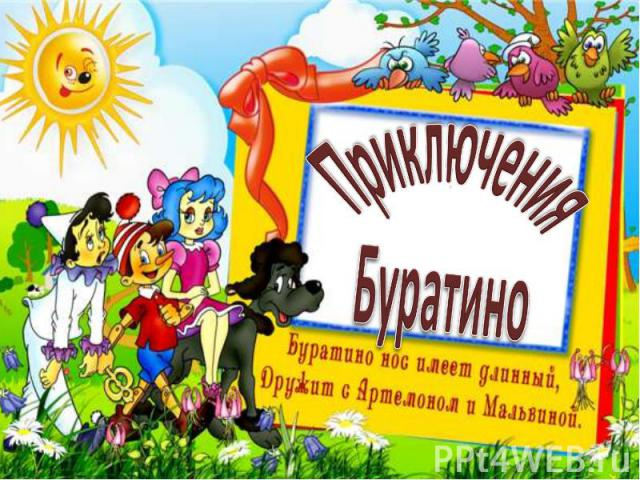 Приключения
Буратино
Буратино нос имеет длинный,
Дружит с Артемоном и Мальвиной.
PPt4WEB.ru